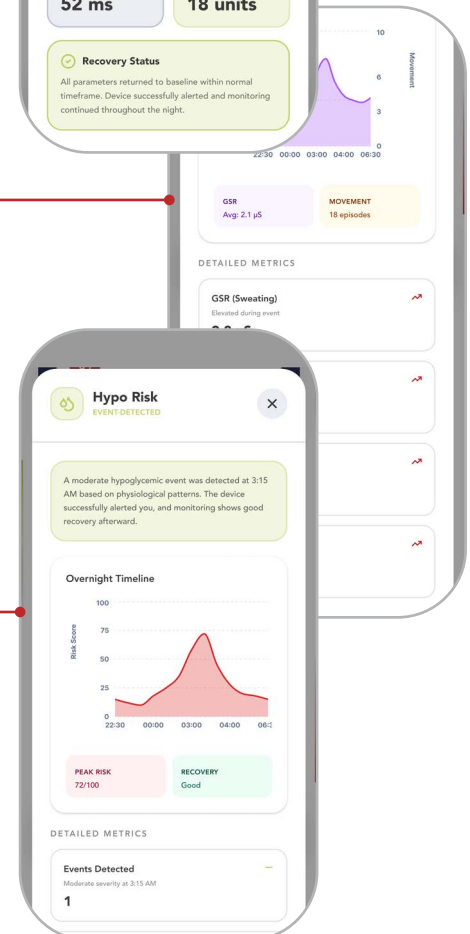 52 ms
18 units
Recovery Status
All parameters returned to baseline within normal
timeframe. Device successfully alerted and monitoring
continued throughout the night.
10
6
3
0
Movement
22:30 00:00 03:00 04:00 06:30
GSR
Avg: 2.1 µS
MOVEMENT
18 episodes
DETAILED METRICS
GSR (Sweating)
Elevated during event
Hypo Risk
EVENT-DETECTED
A moderate hypoglycemic event was detected at 3:15
AM based on physiological patterns. The device
successfully alerted you, and monitoring shows good
recovery afterward.
Overnight Timeline
100
75
50
25
0
Risk Score
22:30 00:00 03:00 04:00
PEAK RISK
72/100
RECOVERY
Good
DETAILED METRICS
Events Detected
Moderate severity at 3:15 AM
1